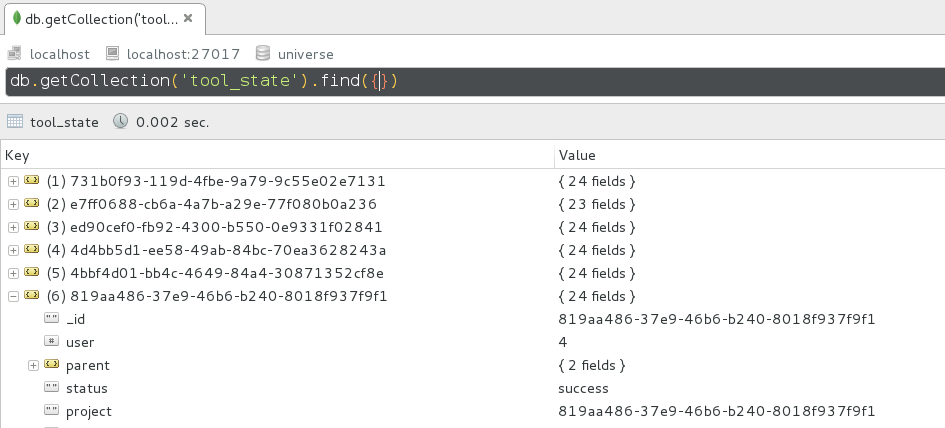 db.getCollection('tool... ×
localhost localhost:27017 universe
db.getCollection('tool_state').find({})
tool_state 0.002 sec.
Key Value
(1) 731b0f93-119d-4fbe-9a79-9c55e02e7131 { 24 fields }
(2) e7ff0688-cb6a-4a7b-a29e-77f080b0a236 { 23 fields }
(3) ed90cef0-fb92-4300-b550-0e9331f02841 { 24 fields }
(4) 4d4bb5d1-ee58-49ab-84bc-70ea3628243a { 24 fields }
(5) 4bbf4d01-bb4c-4649-84a4-30871352cf8e { 24 fields }
(6) 819aa486-37e9-46b6-b240-8018f937f9f1 { 24 fields }
_id 819aa486-37e9-46b6-b240-8018f937f9f1
user 4
parent { 2 fields }
status success
project 819aa486-37e9-46b6-b240-8018f937f9f1